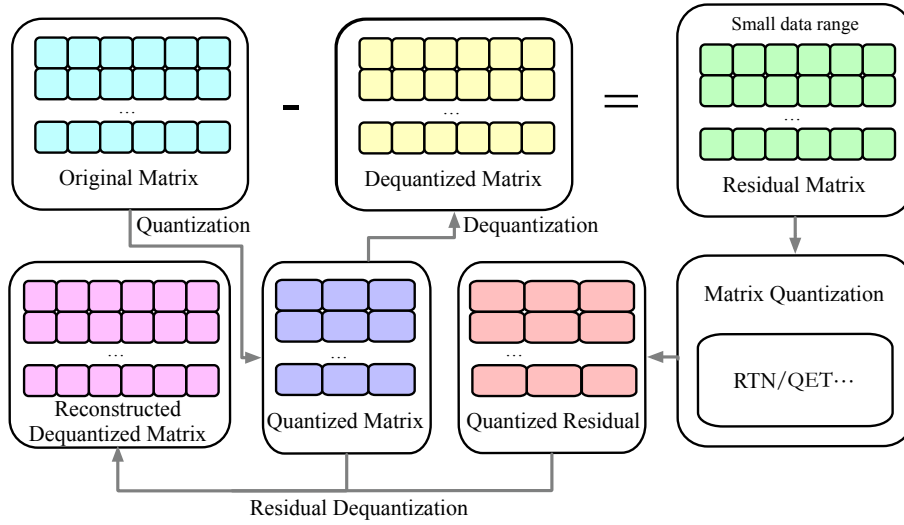 Small data range
...
...
...
Original Matrix
-
Dequantized Matrix
=
Residual Matrix
Quantization
Dequantization
Matrix Quantization
RTN/QET···
...
...
...
Reconstructed
Dequantized Matrix
Quantized Matrix
Quantized Residual
Residual Dequantization